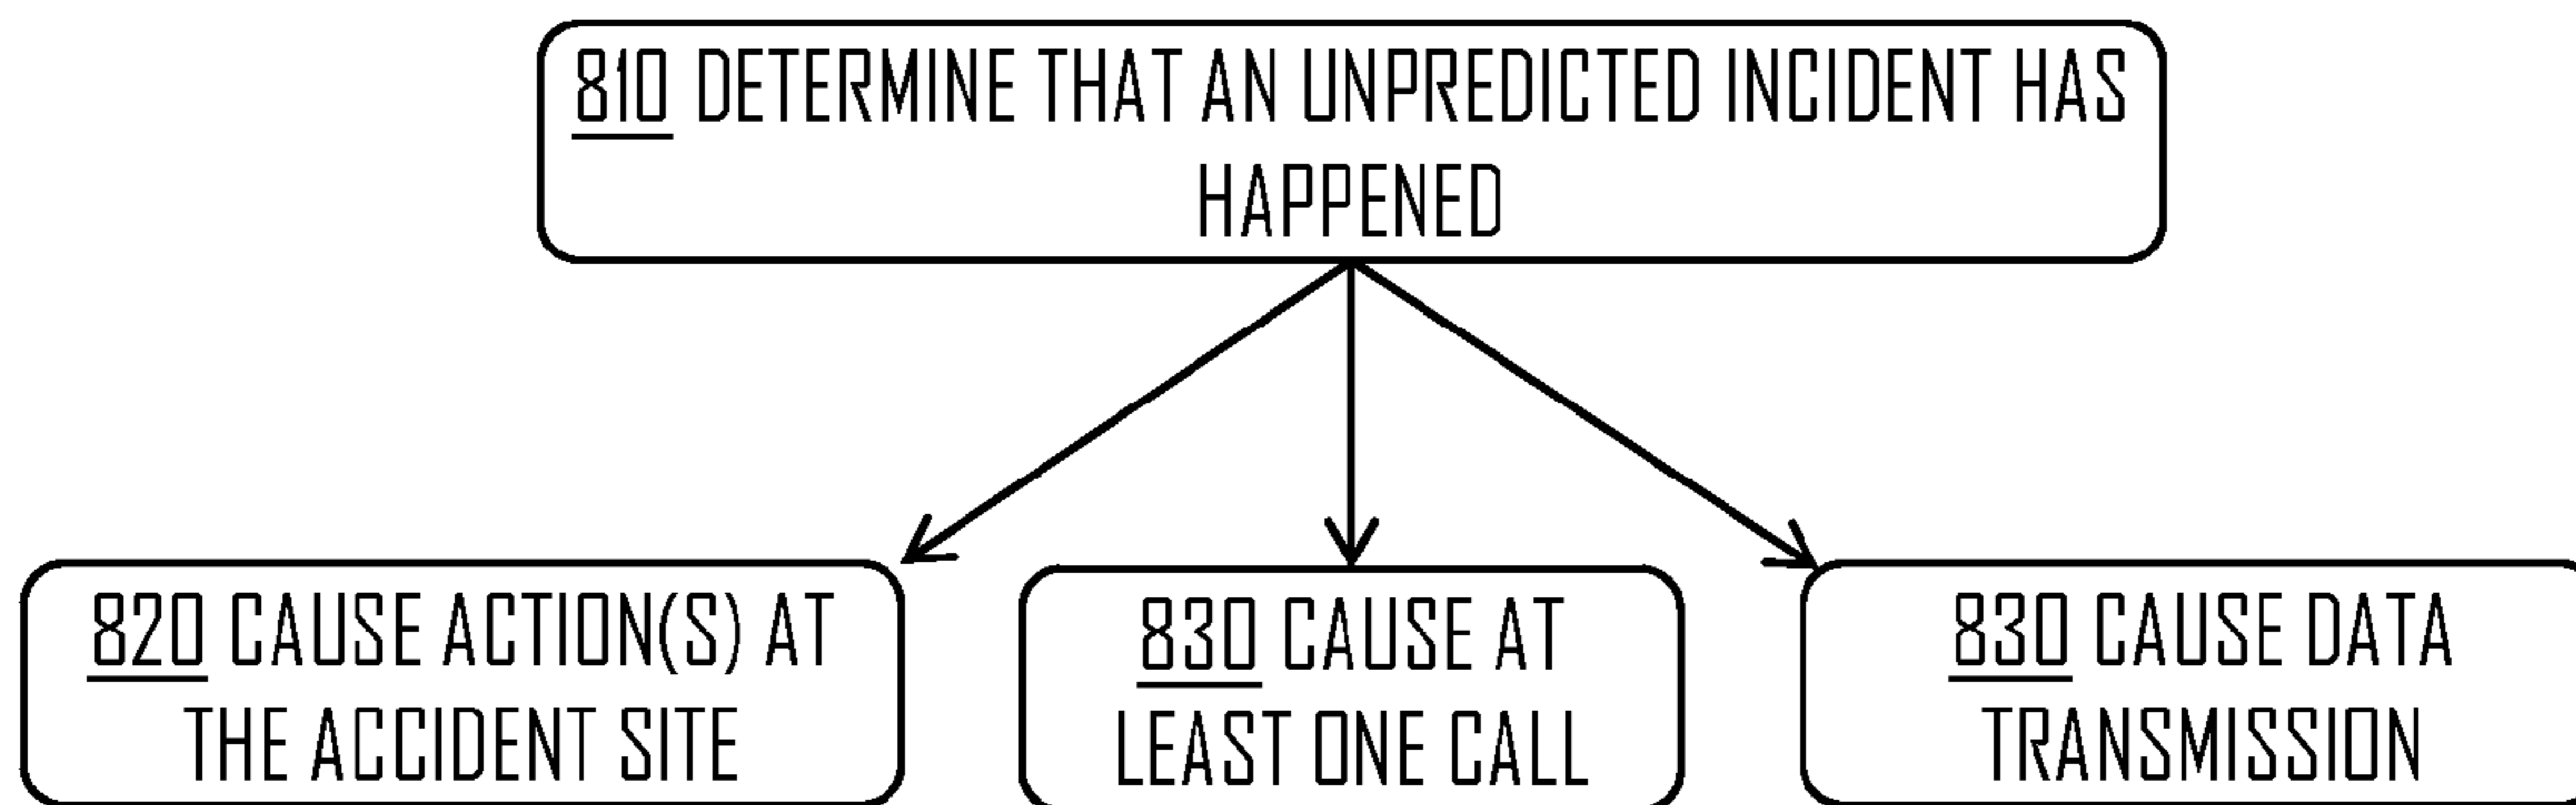 810 DETERMINE THAT AN UNPREDICTED INCIDENT HAS
HAPPENED
820 CAUSE ACTION(S) AT
THE ACCIDENT SITE
830 CAUSE AT
LEAST ONE CALL
830 CAUSE DATA
TRANSMISSION